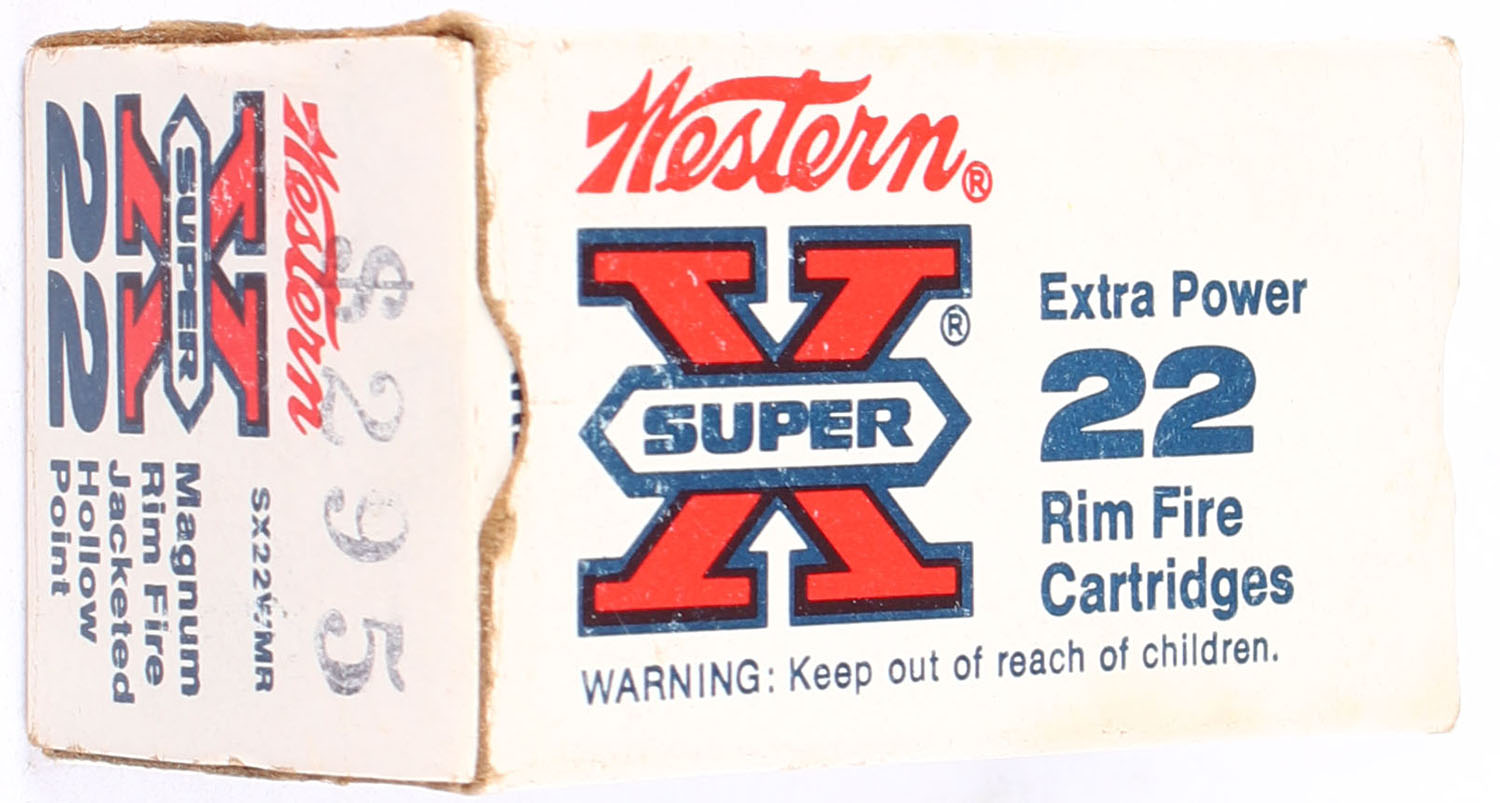 Western®
X®
SUPER
Extra Power
22
Rim Fire
Cartridges
WARNING: Keep out of reach of children.
$2 95
Western
X
SUPER
22
SX22WMR
Magnum
Rim Fire
Jacketed
Hollow
Point